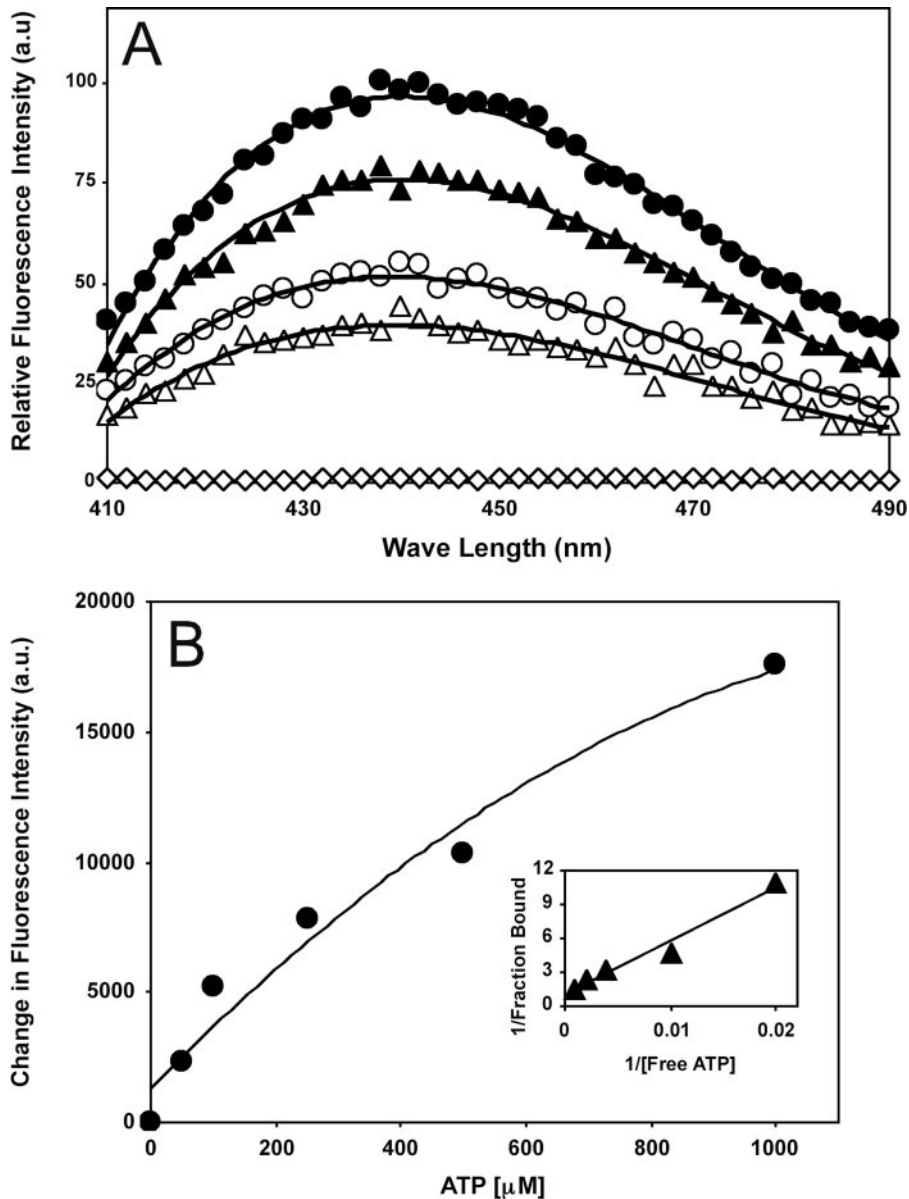 A
Relative Fluorescence Intensity (a.u)
100
75
50
25
0
410 430 450 470 490
Wave Length (nm)
B
Change in Fluorescence Intensity (a.u.)
20000
15000
10000
5000
0
0 200 400 600 800 1000
ATP [µM]
1/Fraction Bound
12
9
6
3
0
0 0.01 0.02
1/[Free ATP]